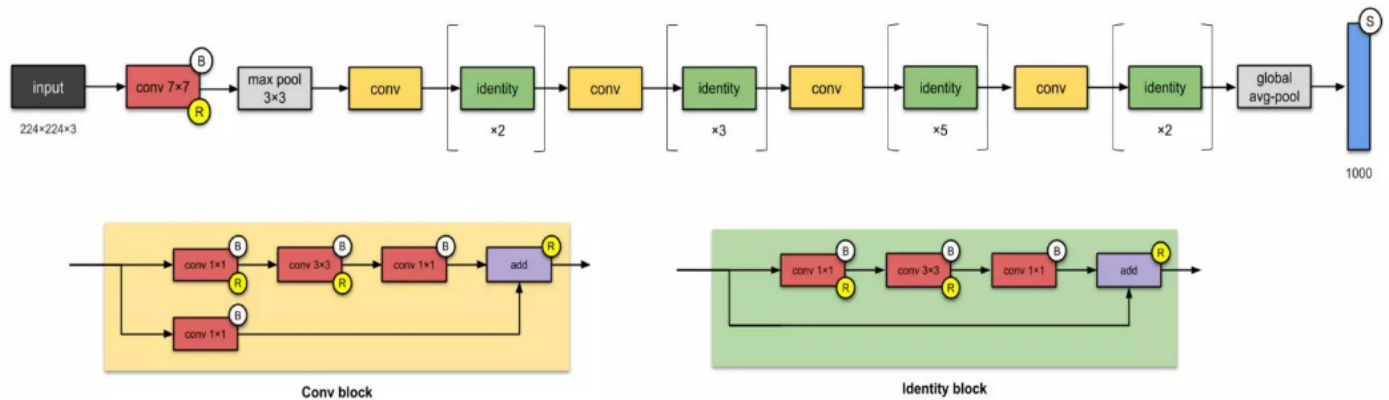 S
B
input
conv 7×7
max pool
3×3
conv
identity
conv
identity
conv
identity
conv
identity
global
avg-pool
R
224×224×3
×2
×3
×5
×2
1000
B
B
B
R
conv 1×1
conv 3×3
conv 1×1
add
R
R
B
conv 1×1
Conv block
B
B
B
R
conv 1×1
conv 3×3
conv 1×1
add
R
R
Identity block